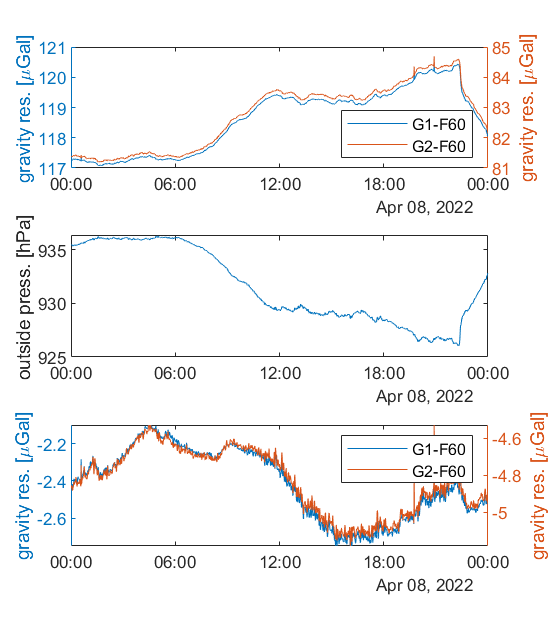 gravity res. [μGal]
121
120
119
118
117
85
84
83
82
81
gravity res. [μGal]
G1-F60
G2-F60
00:00 06:00 12:00 18:00 00:00
Apr 08, 2022
outside press. [hPa]
935
930
925
00:00 06:00 12:00 18:00 00:00
Apr 08, 2022
gravity res. [μGal]
-2.2
-2.4
-2.6
-4.6
-4.8
-5
gravity res. [μGal]
G1-F60
G2-F60
00:00 06:00 12:00 18:00 00:00
Apr 08, 2022